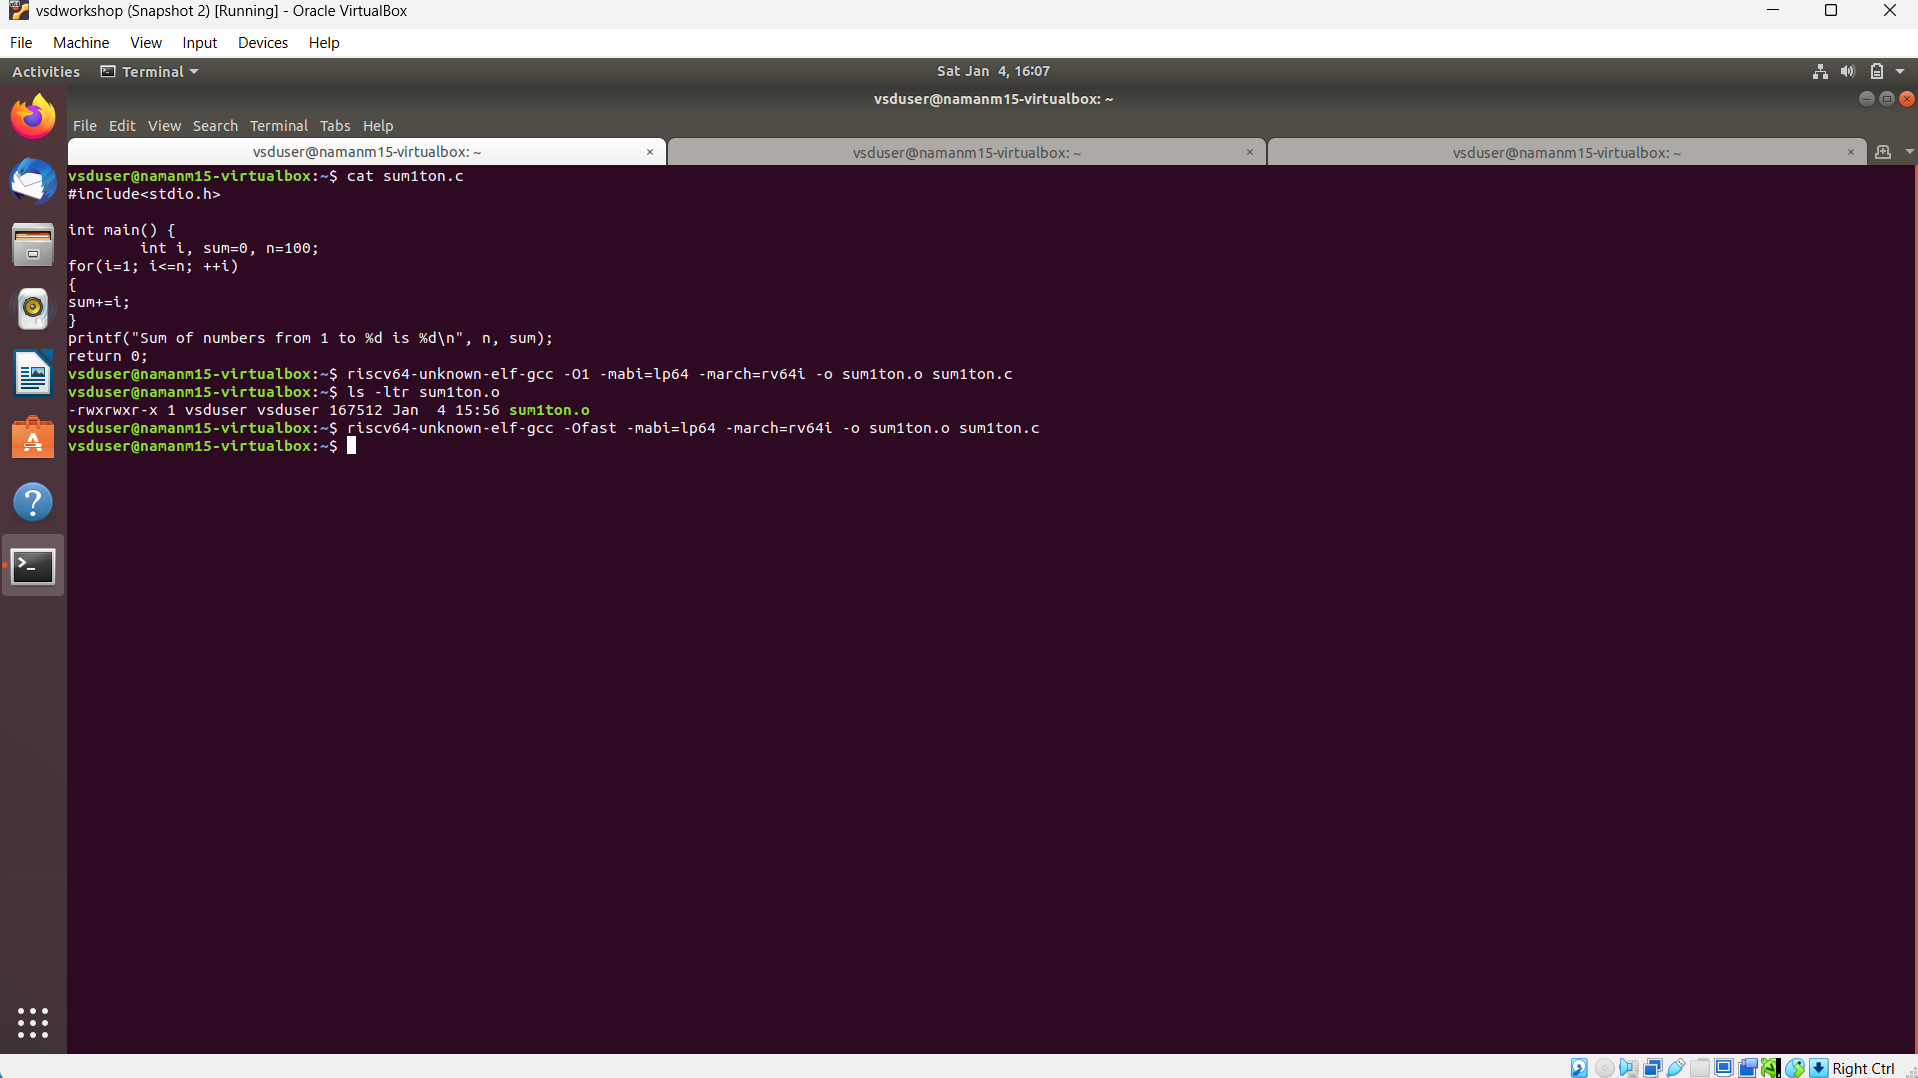 vsdworkshop (Snapshot 2) [Running] - Oracle VirtualBox
File Machine View Input Devices Help
Activities Terminal Sat Jan 4, 16:07
vsduser@namanm15-virtualbox: ~
File Edit View Search Terminal Tabs Help
vsduser@namanm15-virtualbox: ~ × vsduser@namanm15-virtualbox: ~ × vsduser@namanm15-virtualbox: ~ ×
vsduser@namanm15-virtualbox:~$ cat sum1ton.c
#include<stdio.h>
int main() {
        int i, sum=0, n=100;
for(i=1; i<=n; ++i)
{
sum+=i;
}
printf("Sum of numbers from 1 to %d is %d\n", n, sum);
return 0;
vsduser@namanm15-virtualbox:~$ riscv64-unknown-elf-gcc -O1 -mabi=lp64 -march=rv64i -o sum1ton.o sum1ton.c
vsduser@namanm15-virtualbox:~$ ls -ltr sum1ton.o
-rwxrwxr-x 1 vsduser vsduser 167512 Jan  4 15:56 sum1ton.o
vsduser@namanm15-virtualbox:~$ riscv64-unknown-elf-gcc -Ofast -mabi=lp64 -march=rv64i -o sum1ton.o sum1ton.c
vsduser@namanm15-virtualbox:~$
Right Ctrl